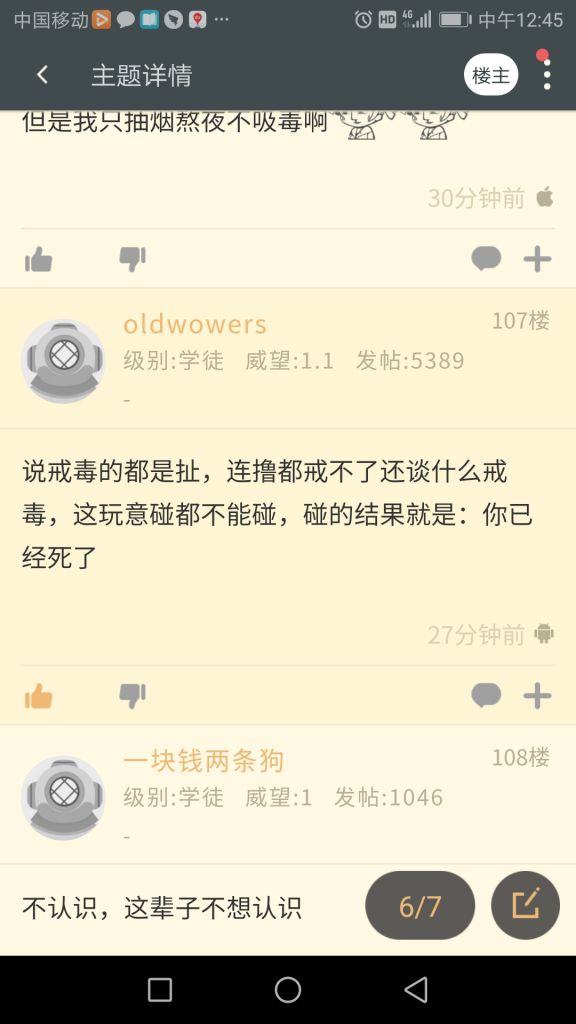 中国移动 HD 4G 中午12:45
主题详情 楼主
但是我只抽烟熬夜不吸毒啊
30分钟前
oldwowers 107楼
级别:学徒 威望:1.1 发帖:5389
-
说戒毒的都是扯，连撸都戒不了还谈什么戒
毒，这玩意碰都不能碰，碰的结果就是：你已
经死了
27分钟前
一块钱两条狗 108楼
级别:学徒 威望:1 发帖:1046
-
不认识，这辈子不想认识
6/7